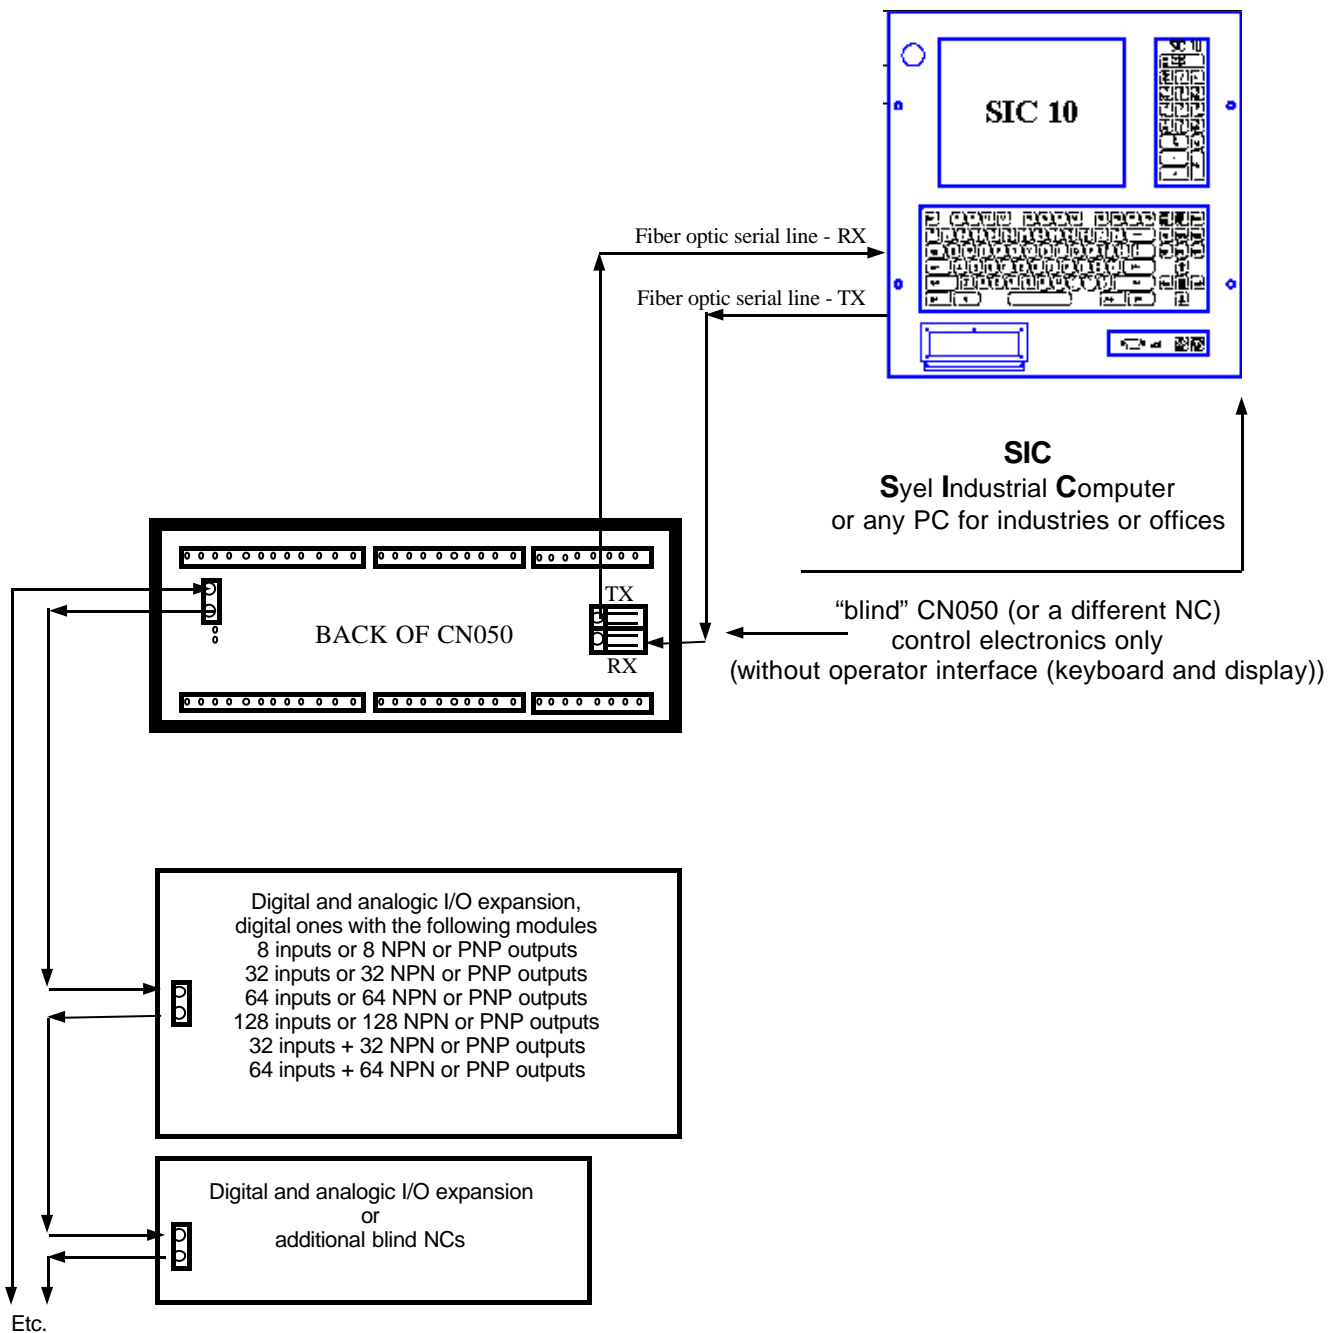 SIC 10
SIC 10
Fiber optic serial line - RX
Fiber optic serial line - TX
SIC
Syel Industrial Computer
or any PC for industries or offices
TX
BACK OF CN050
RX
“blind” CN050 (or a different NC)
control electronics only
(without operator interface (keyboard and display))
Digital and analogic I/O expansion,
digital ones with the following modules
8 inputs or 8 NPN or PNP outputs
32 inputs or 32 NPN or PNP outputs
64 inputs or 64 NPN or PNP outputs
128 inputs or 128 NPN or PNP outputs
32 inputs + 32 NPN or PNP outputs
64 inputs + 64 NPN or PNP outputs
Digital and analogic I/O expansion
or
additional blind NCs
Etc.